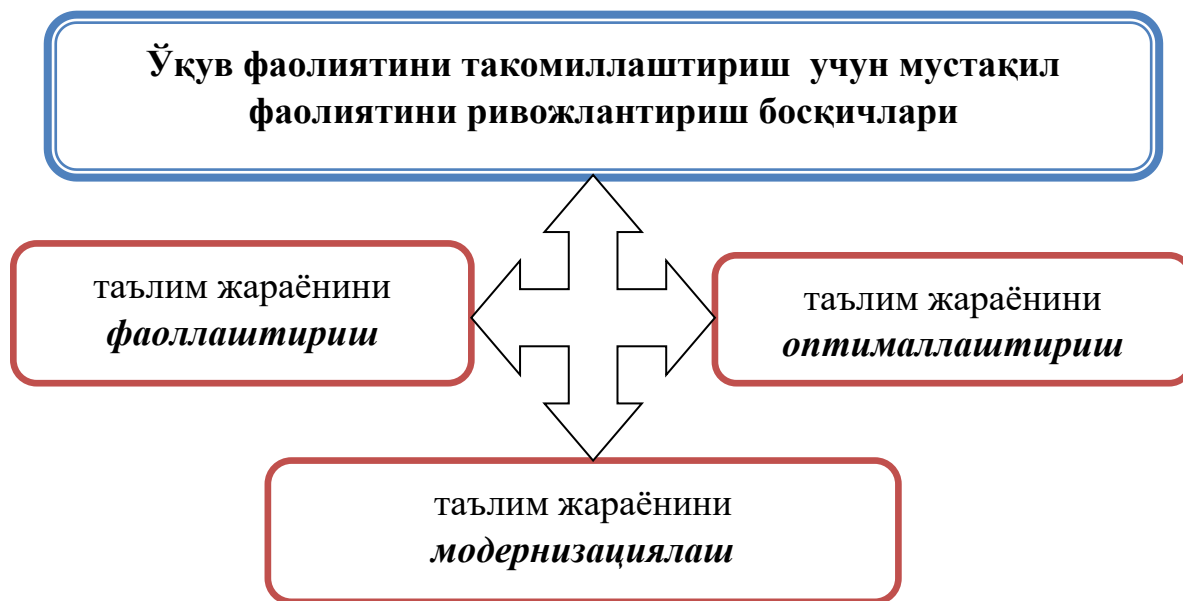 Ўқув фаолиятини такомиллаштириш учун мустақил
фаолиятини ривожлантириш босқичлари
таълим жараёнини
фаоллаштириш
таълим жараёнини
оптималлаштириш
таълим жараёнини
модернизациялаш